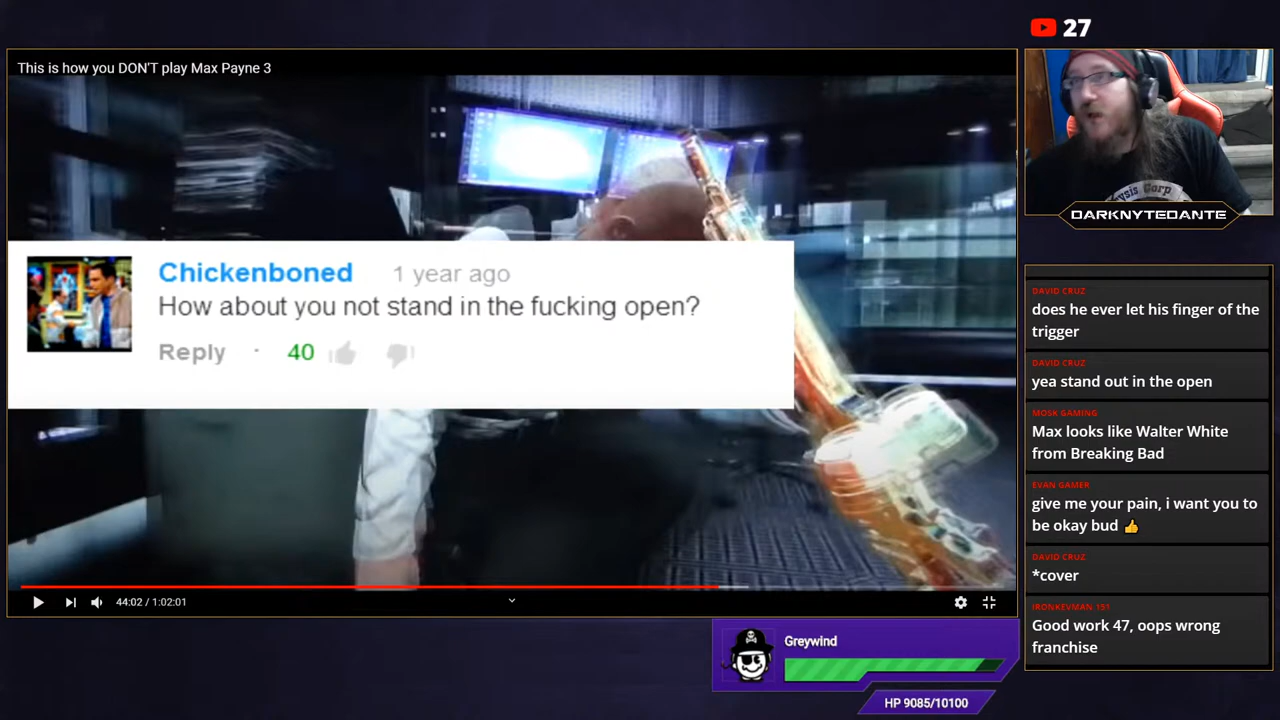 27
This is how you DON'T play Max Payne 3
Chickenboned 1 year ago
How about you not stand in the fucking open?
Reply · 40
44:02 / 1:02:01
ysis Corp
DARKNYTEDANTE
DAVID CRUZ
does he ever let his finger of the
trigger
DAVID CRUZ
yea stand out in the open
MOSK GAMING
Max looks like Walter White
from Breaking Bad
EVAN GAMER
give me your pain, i want you to
be okay bud 👍
DAVID CRUZ
*cover
IRONKEVMAN 151
Good work 47, oops wrong
franchise
Greywind
HP 9085/10100